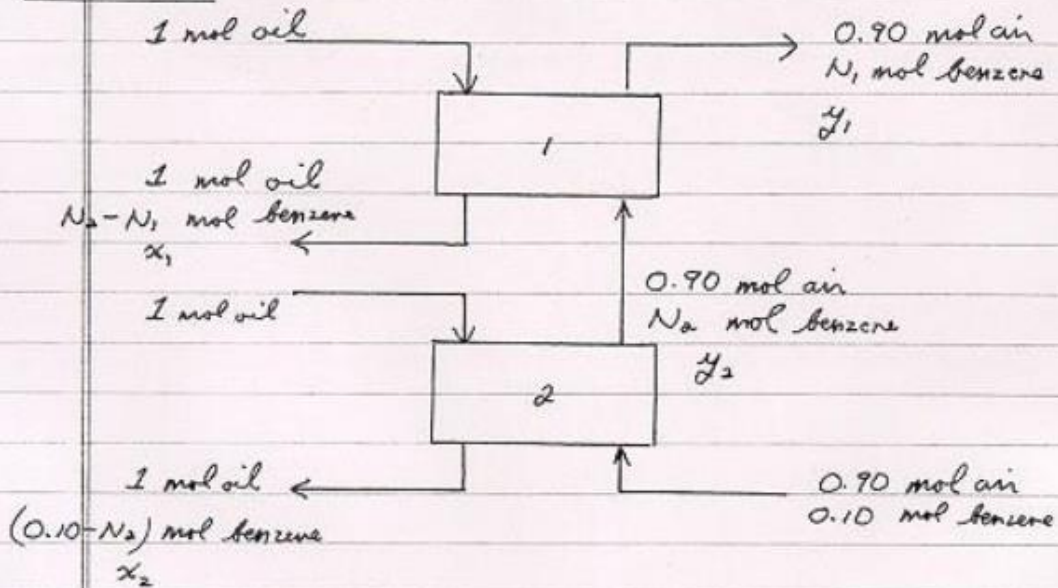 1 mol oil
0.90 mol air
N₁ mol benzene
y₁
1
1 mol oil
N₂-N₁ mol benzene
x₁
1 mol oil
0.90 mol air
N₂ mol benzene
y₂
2
1 mol oil
(0.10-N₂) mol benzene
x₂
0.90 mol air
0.10 mol benzene